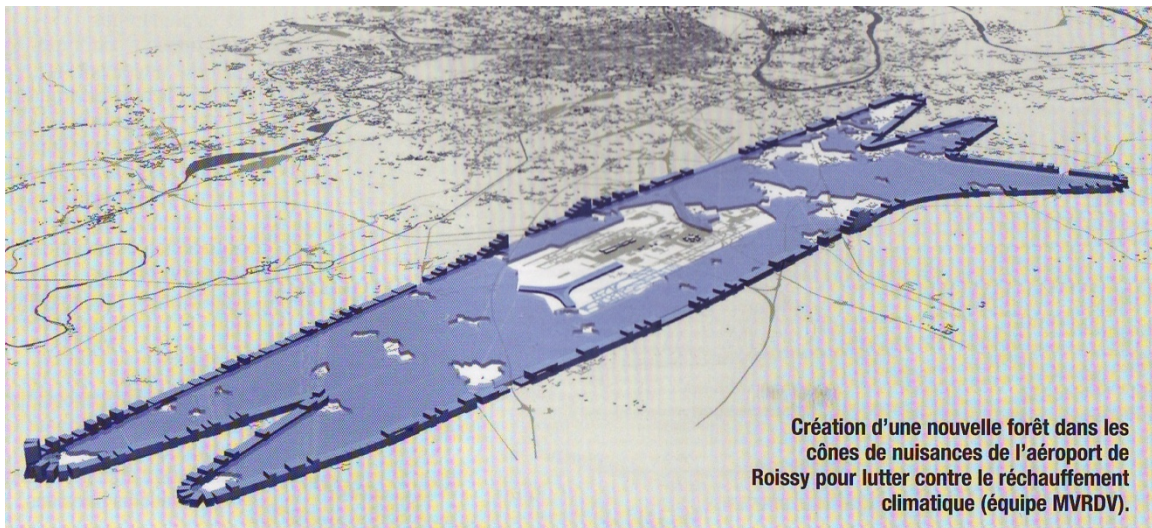 Création d’une nouvelle forêt dans les
cônes de nuisances de l’aéroport de
Roissy pour lutter contre le réchauffement
climatique (équipe MVRDV).